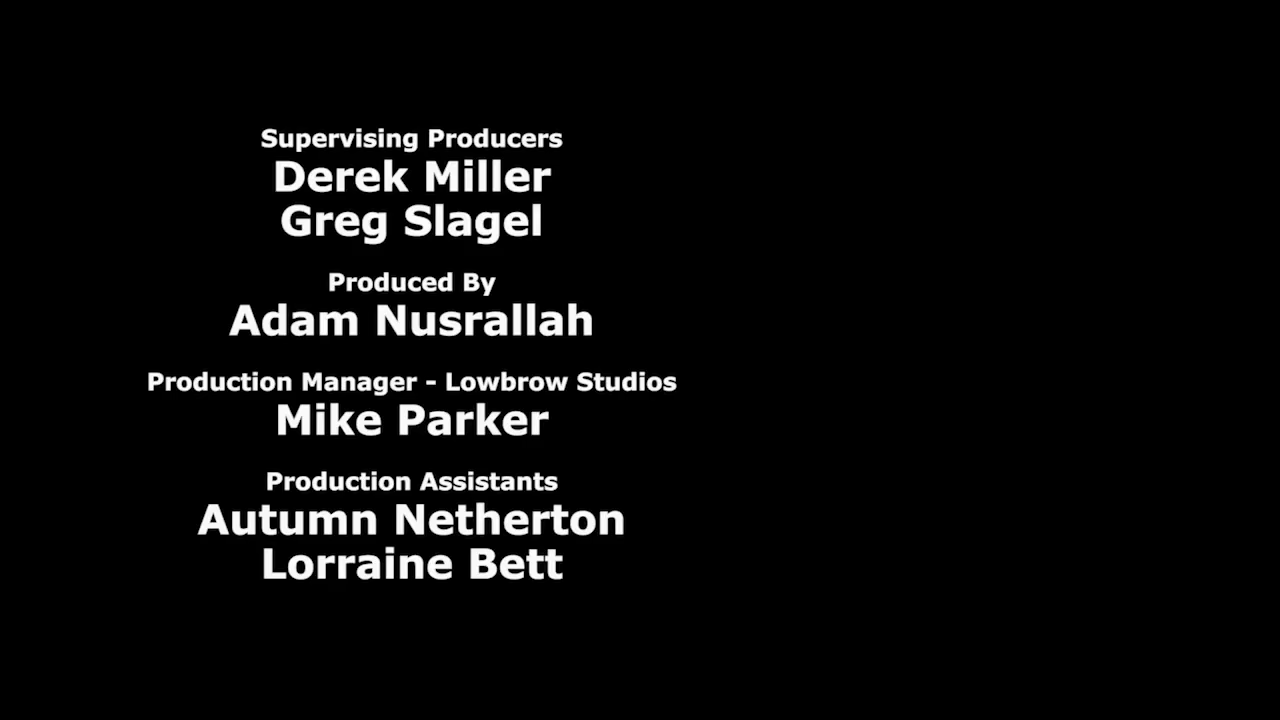 Supervising Producers
Derek Miller
Greg Slagel
Produced By
Adam Nusrallah
Production Manager - Lowbrow Studios
Mike Parker
Production Assistants
Autumn Netherton
Lorraine Bett